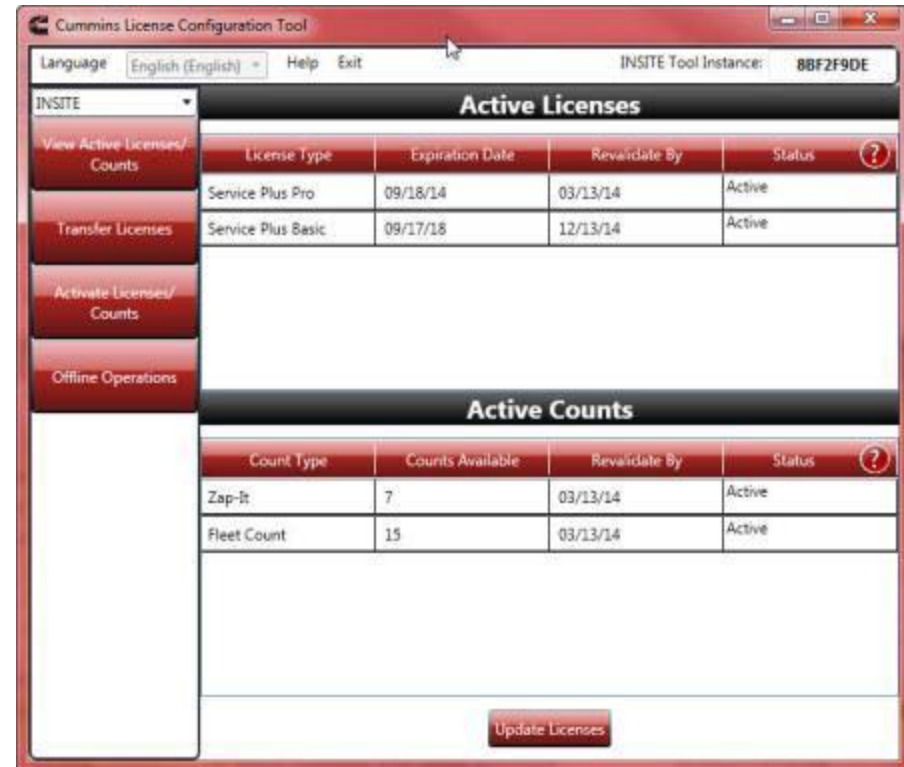 Cummins License Configuration Tool
Language English (English) Help Exit INSITE Tool Instance: 8BF2F9DE
INSITE
Active Licenses
View Active Licenses/
Counts
License Type Expiration Date Revalidate By Status ?
Service Plus Pro 09/18/14 03/13/14 Active
Transfer Licenses
Service Plus Basic 09/17/18 12/13/14 Active
Activate Licenses/
Counts
Offline Operations
Active Counts
Count Type Counts Available Revalidate By Status ?
Zap-It 7 03/13/14 Active
Fleet Count 15 03/13/14 Active
Update Licenses